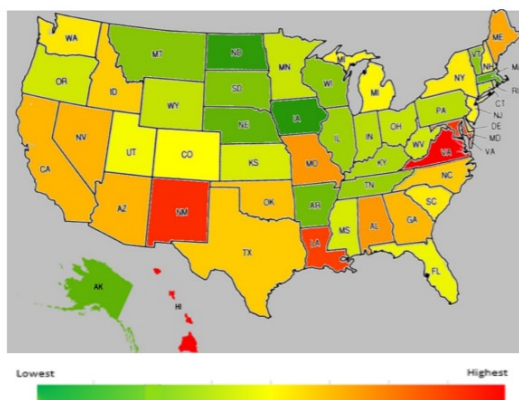 WA
MT
ND
MN
ME
VT
NH
OR
ID
SD
WI
MI
MI
NY
WY
NE
IA
PA
CT
NJ
NV
UT
CO
KS
MO
IL
IN
OH
WV
VA
DE
MD
VA
KY
CA
AZ
NM
OK
AR
TN
NC
SC
TX
LA
MS
AL
GA
FL
AK
HI
Lowest
Highest